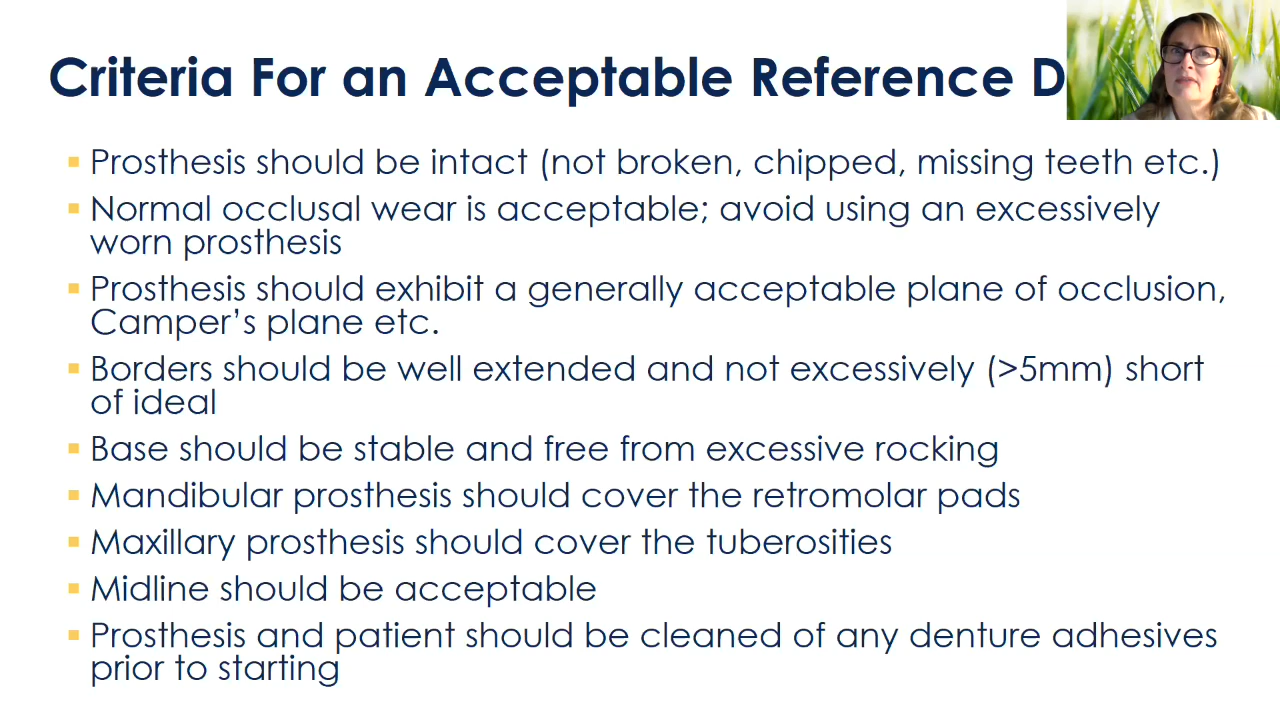 Criteria For an Acceptable Reference D
Prosthesis should be intact (not broken, chipped, missing teeth etc.)
Normal occlusal wear is acceptable; avoid using an excessively
worn prosthesis
Prosthesis should exhibit a generally acceptable plane of occlusion,
Camper's plane etc.
Borders should be well extended and not excessively (>5mm) short
of ideal
Base should be stable and free from excessive rocking
Mandibular prosthesis should cover the retromolar pads
Maxillary prosthesis should cover the tuberosities
Midline should be acceptable
Prosthesis and patient should be cleaned of any denture adhesives
prior to starting